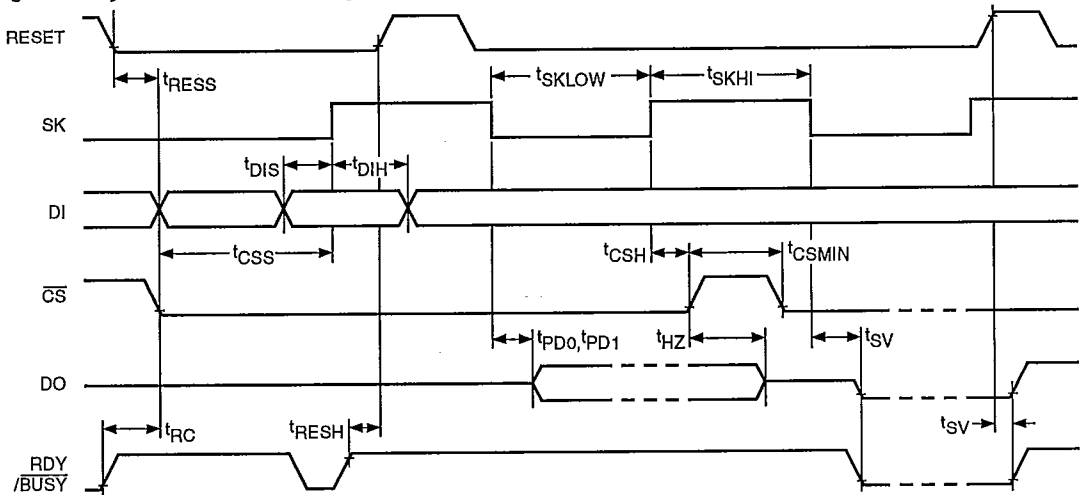 RESET
tRESS
tSKLOW
tSKHI
SK
tDIS
tDIH
DI
tCSS
tCSH
tCSMIN
CS
tPD0,tPD1
tHZ
tSV
DO
tRC
tRESH
tSV
RDY
/BUSY